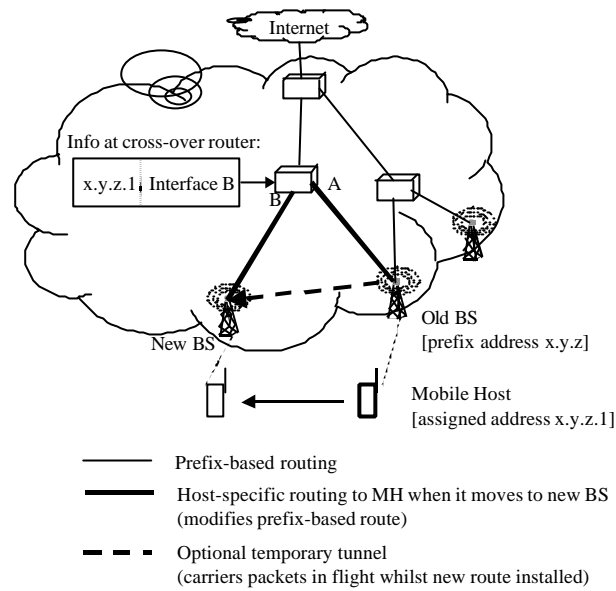 Internet
Info at cross-over router:
x.y.z.1, Interface B
A
B
New BS
Old BS
[prefix address x.y.z]
Mobile Host
[assigned address x.y.z.1]
Prefix-based routing
Host-specific routing to MH when it moves to new BS
(modifies prefix-based route)
Optional temporary tunnel
(carriers packets in flight whilst new route installed)